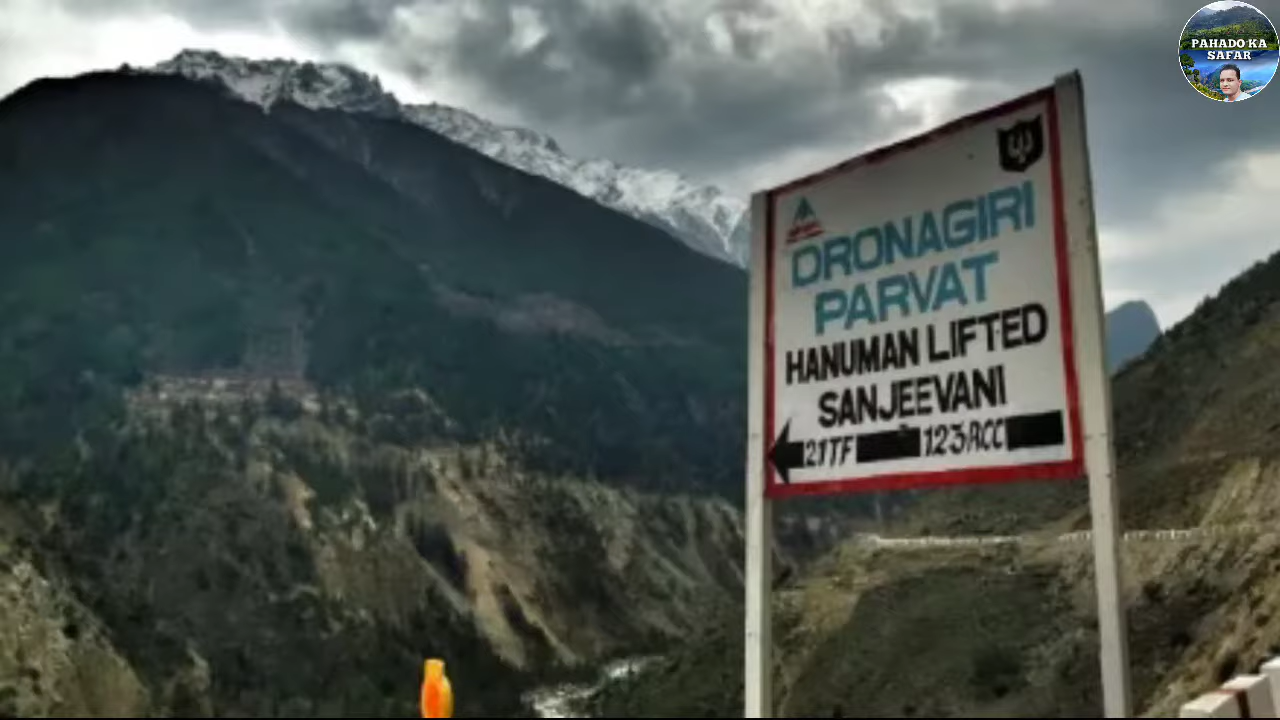 PAHADO KA
SAFAR
DRONAGIRI
PARVAT
HANUMAN LIFTED
SANJEEVANI
21TF 123RCC